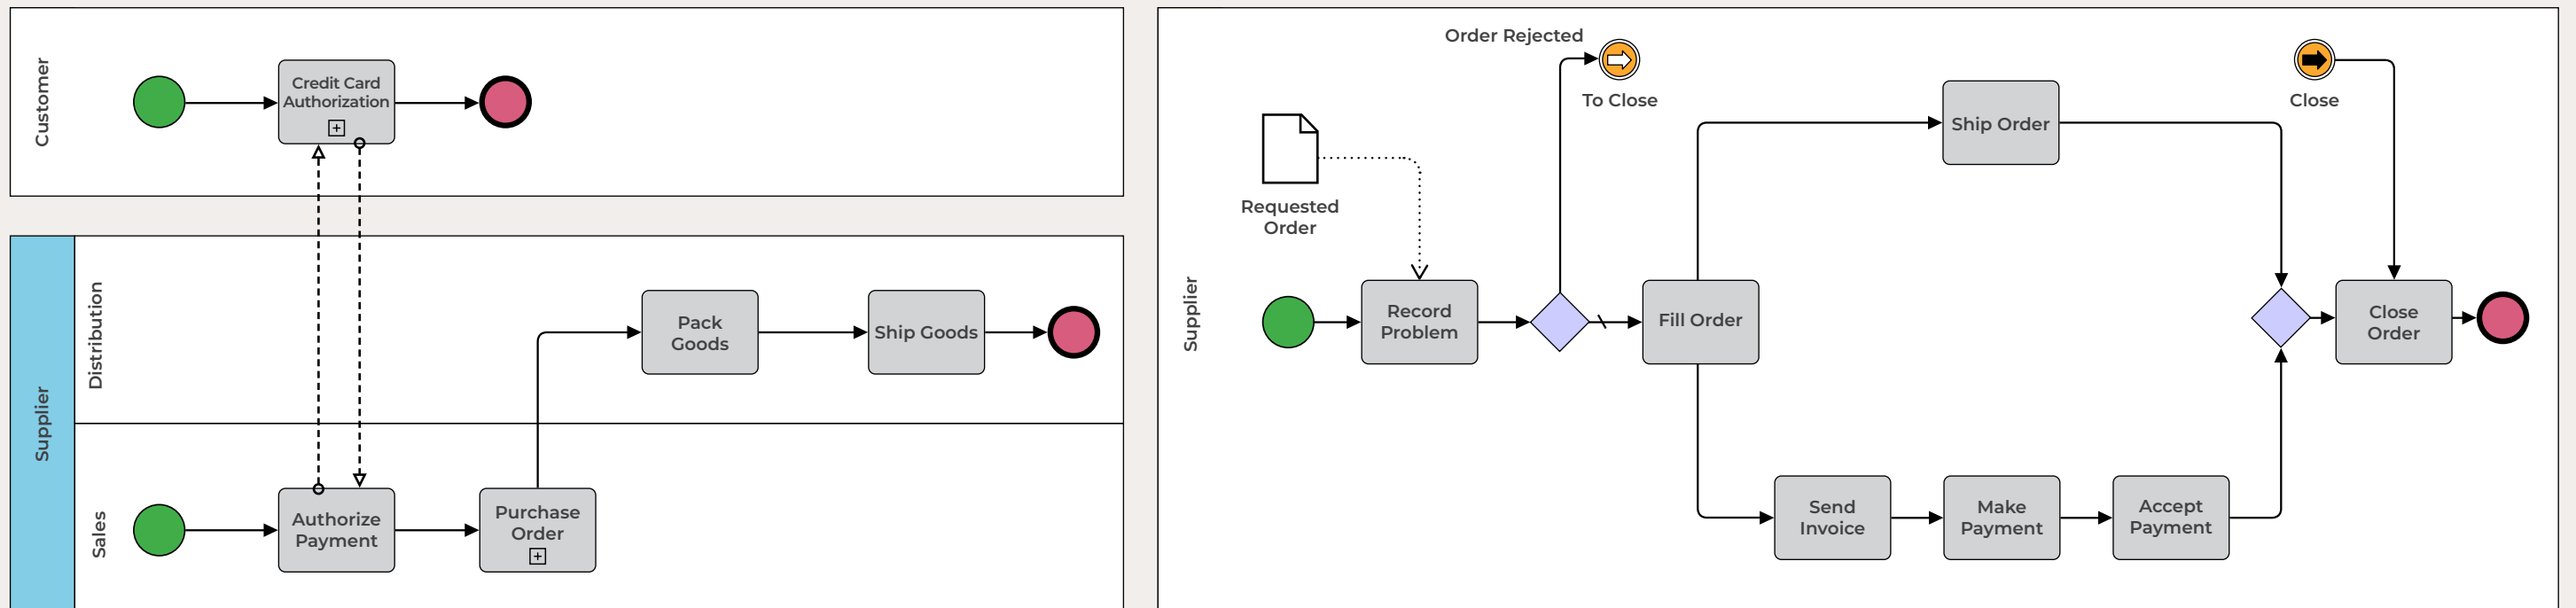 Customer
Credit Card
Authorization
Supplier
Distribution
Pack
Goods
Ship Goods
Sales
Authorize
Payment
Purchase
Order
Supplier
Order Rejected
To Close
Close
Requested
Order
Record
Problem
Fill Order
Ship Order
Send
Invoice
Make
Payment
Accept
Payment
Close
Order